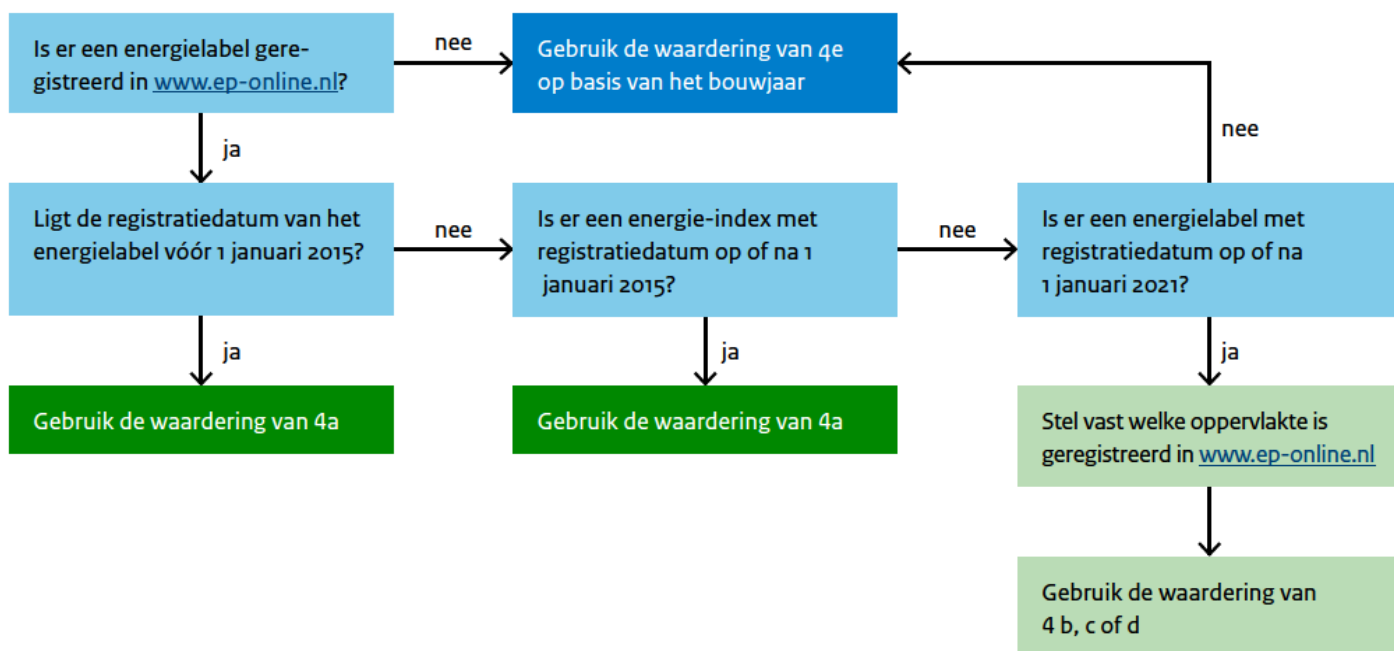 Is er een energielabel gere-
gistreerd in www.ep-online.nl?
nee
Gebruik de waardering van 4e
op basis van het bouwjaar
ja
nee
Ligt de registratiedatum van het
energielabel vóór 1 januari 2015?
nee
Is er een energie-index met
registratiedatum op of na 1
januari 2015?
nee
Is er een energielabel met
registratiedatum op of na
1 januari 2021?
ja
ja
ja
Gebruik de waardering van 4a
Gebruik de waardering van 4a
Stel vast welke oppervlakte is
geregistreerd in www.ep-online.nl
Gebruik de waardering van
4 b, c of d